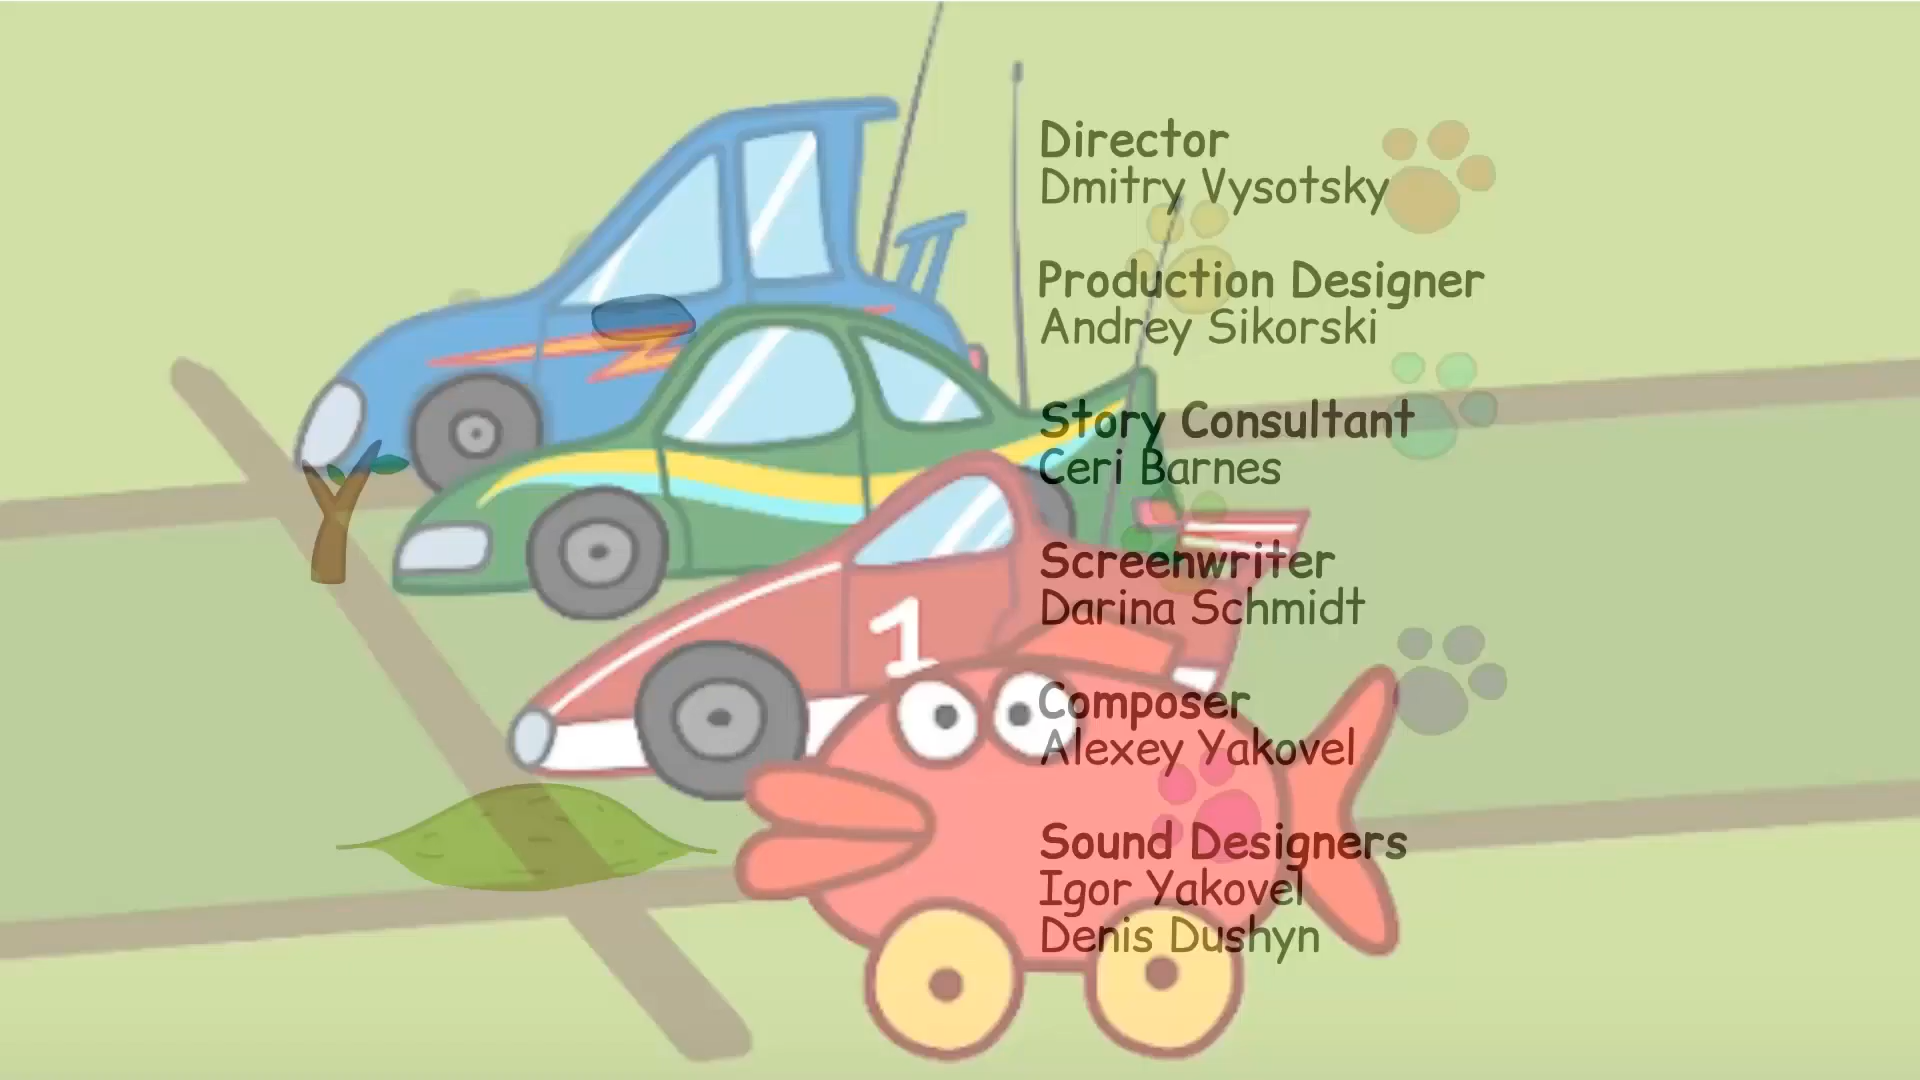 Director
Dmitry Vysotsky
Production Designer
Andrey Sikorski
Story Consultant
Ceri Barnes
Screenwriter
Darina Schmidt
1
Composer
Alexey Yakovel
Sound Designers
Igor Yakovel
Denis Dushyn